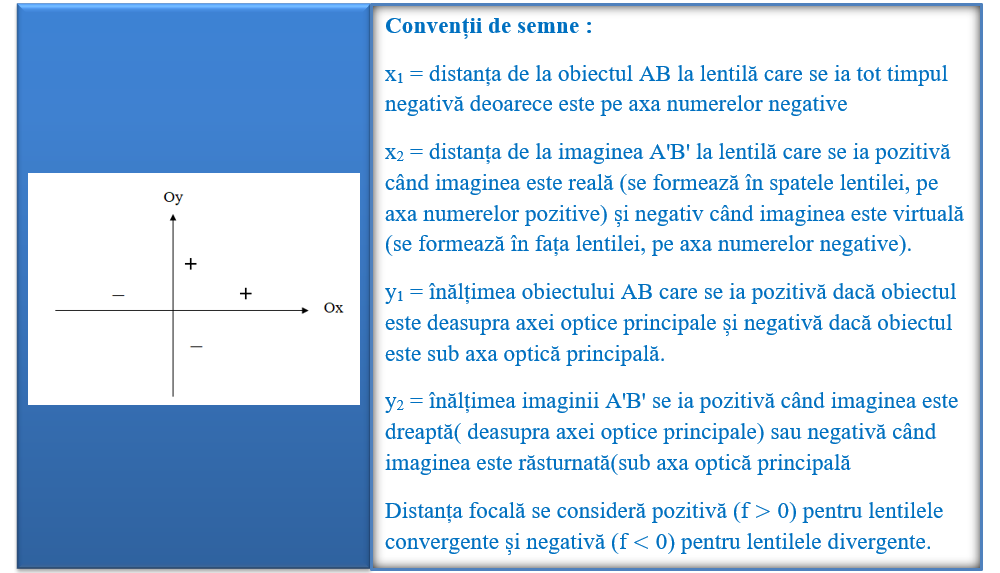 Oy
+
− +
Ox
−
Convenții de semne :
x₁ = distanța de la obiectul AB la lentilă care se ia tot timpul
negativă deoarece este pe axa numerelor negative
x₂ = distanța de la imaginea A'B' la lentilă care se ia pozitivă
când imaginea este reală (se formează în spatele lentilei, pe
axa numerelor pozitive) și negativ când imaginea este virtuală
(se formează în fața lentilei, pe axa numerelor negative).
y₁ = înălțimea obiectului AB care se ia pozitivă dacă obiectul
este deasupra axei optice principale și negativă dacă obiectul
este sub axa optică principală.
y₂ = înălțimea imaginii A'B' se ia pozitivă când imaginea este
dreaptă( deasupra axei optice principale) sau negativă când
imaginea este răsturnată(sub axa optică principală
Distanța focală se consideră pozitivă (f > 0) pentru lentilele
convergente și negativă (f < 0) pentru lentilele divergente.